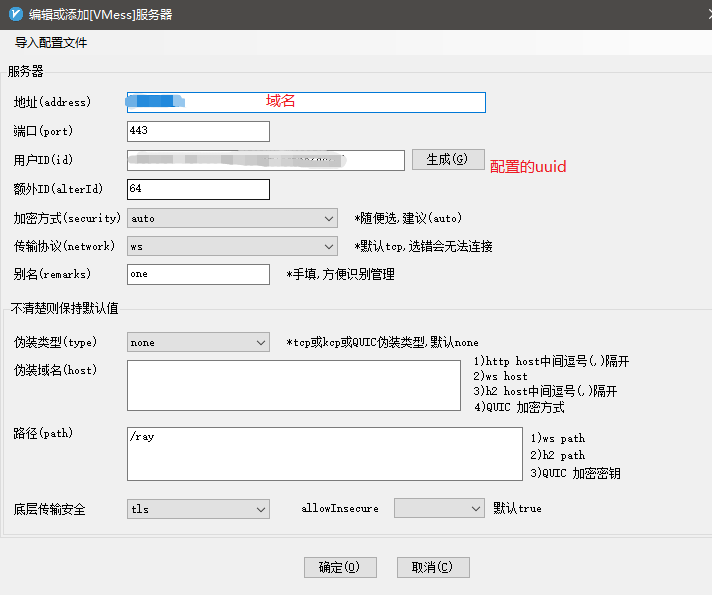 编辑或添加[VMess]服务器
导入配置文件
服务器
地址(address) 域名
端口(port) 443
用户ID(id) 生成(G) 配置的uuid
额外ID(alterId) 64
加密方式(security) auto *随便选,建议(auto)
传输协议(network) ws *默认tcp,选错会无法连接
别名(remarks) one *手填,方便识别管理
不清楚则保持默认值
伪装类型(type) none *tcp或kcp或QUIC伪装类型,默认none
伪装域名(host) 1)http host中间逗号(,)隔开
2)ws host
3)h2 host中间逗号(,)隔开
4)QUIC 加密方式
路径(path) /ray 1)ws path
2)h2 path
3)QUIC 加密密钥
底层传输安全 tls allowInsecure 默认true
确定(O) 取消(C)